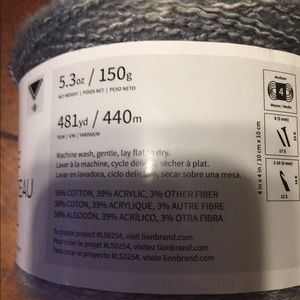 5.3oz / 150g
NET WEIGHT / POIDS NET / PESO NETO
481yd / 440m
Machine wash, gentle, lay flat to dry.
Laver à la machine, cycle délicat, sécher à plat.
Lavar en lavadora, ciclo delicado, secar sobre una mesa.
EAU
58% COTTON, 39% ACRYLIC, 3% OTHER FIBER
58% COTON, 39% ACRYLIQUE, 3% AUTRE FIBRE
58% ALGODÓN, 39% ACRÍLICO, 3% OTRA FIBRA
To create project #L50254, visit lionbrand.com.
Pour créer le projet #L50254, visitez lionbrand.com
Para crear el proyecto #L50254, visite lionbrand.com
Medium
4
4 in x 4 in / 10 cm x 10 cm